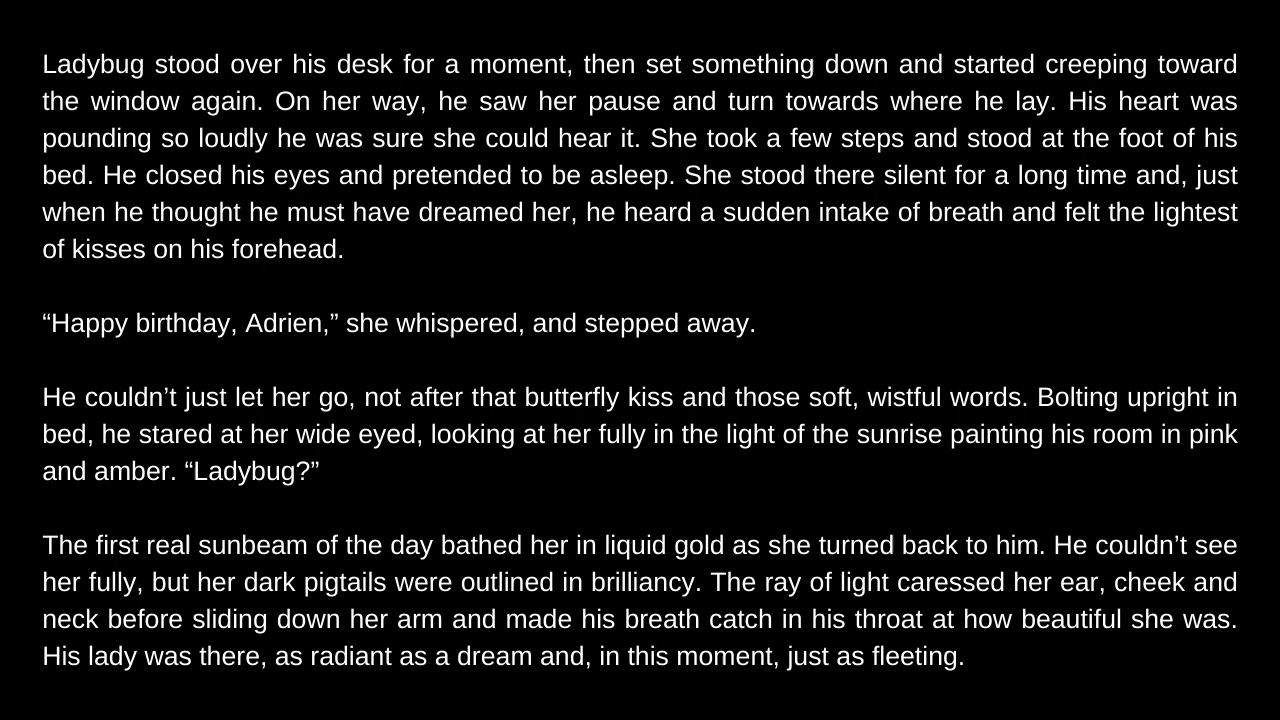 Ladybug stood over his desk for a moment, then set something down and started creeping toward
the window again. On her way, he saw her pause and turn towards where he lay. His heart was
pounding so loudly he was sure she could hear it. She took a few steps and stood at the foot of his
bed. He closed his eyes and pretended to be asleep. She stood there silent for a long time and, just
when he thought he must have dreamed her, he heard a sudden intake of breath and felt the lightest
of kisses on his forehead.
“Happy birthday, Adrien,” she whispered, and stepped away.
He couldn’t just let her go, not after that butterfly kiss and those soft, wistful words. Bolting upright in
bed, he stared at her wide eyed, looking at her fully in the light of the sunrise painting his room in pink
and amber. “Ladybug?”
The first real sunbeam of the day bathed her in liquid gold as she turned back to him. He couldn’t see
her fully, but her dark pigtails were outlined in brilliancy. The ray of light caressed her ear, cheek and
neck before sliding down her arm and made his breath catch in his throat at how beautiful she was.
His lady was there, as radiant as a dream and, in this moment, just as fleeting.